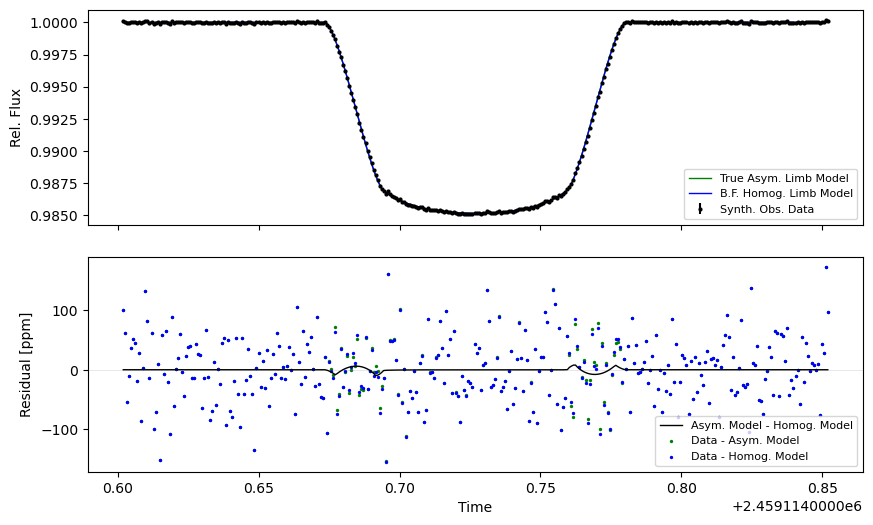 1.0000
0.9975
0.9950
0.9925
0.9900
0.9875
0.9850
Rel. Flux
True Asym. Limb Model
B.F. Homog. Limb Model
Synth. Obs. Data
100
0
−100
Residual [ppm]
Asym. Model - Homog. Model
Data - Asym. Model
Data - Homog. Model
0.60
0.65
0.70
0.75
0.80
0.85
Time
+2.4591140000e6